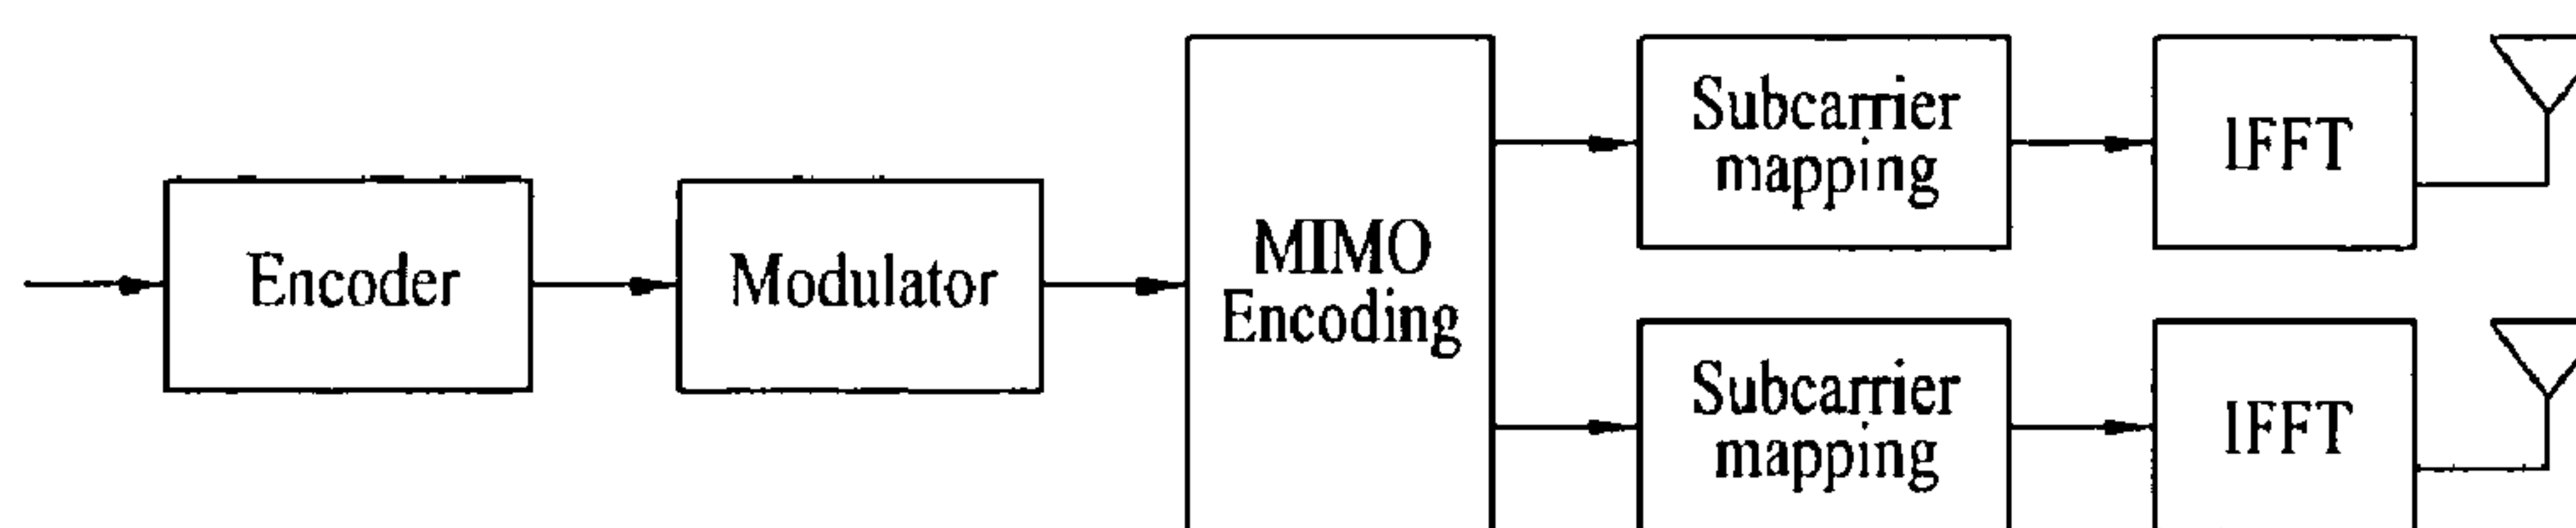 Encoder
Modulator
MIMO
Encoding
Subcarrier
mapping
IFFT
Subcarrier
mapping
IFFT